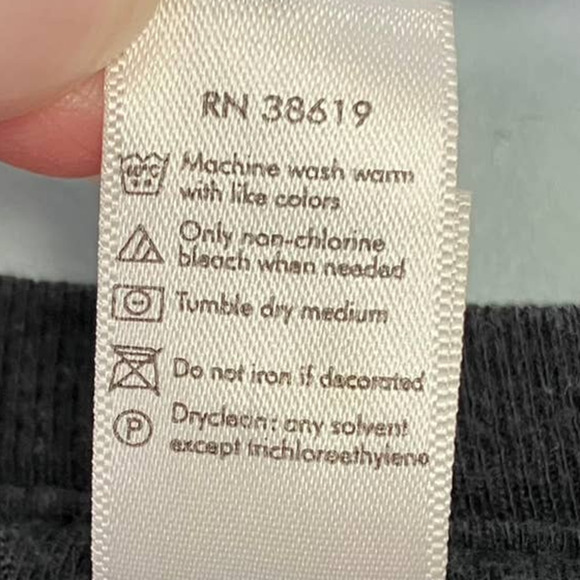 RN 38619
Machine wash warm
with like colors
Only non-chlorine
bleach when needed
Tumble dry medium
Do not iron if decorated
P
Dryclean: any solvent
except trichloroethylene